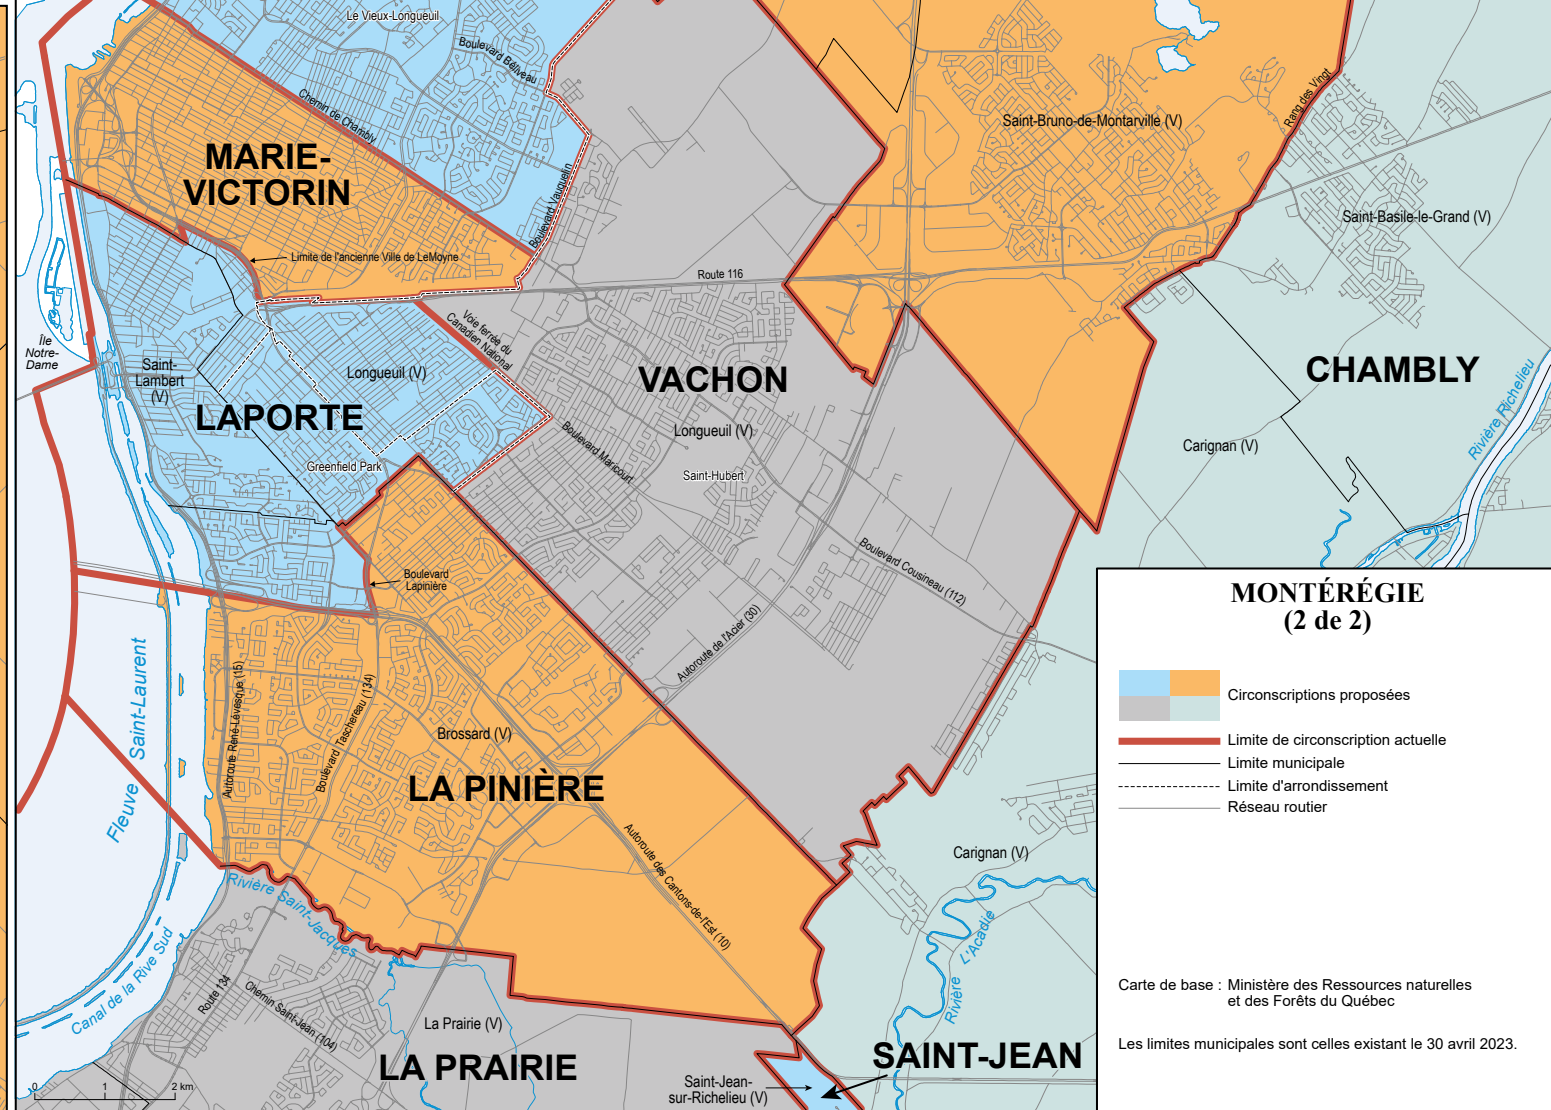 Le Vieux-Longueuil
Boulevard Béliveau
Chemin de Chambly
Saint-Bruno-de-Montarville (V)
Rang des Vingt
MARIE-
VICTORIN
Boulevard Vauquelin
Saint-Basile-le-Grand (V)
Limite de l'ancienne Ville de LeMoyne
Route 116
Voie ferrée du
Canadien National
Île
Notre-
Dame
Saint-
Lambert
(V)
Longueuil (V)
VACHON
CHAMBLY
Rivière Richelieu
LAPORTE
Boulevard Maricourt
Longueuil (V)
Carignan (V)
Greenfield Park
Saint-Hubert
Boulevard Cousineau (112)
Boulevard
Lapinière
Autoroute de l'Acier (30)
Fleuve Saint-Laurent
Autoroute René-Lévesque (15)
Boulevard Taschereau (134)
Brossard (V)
LA PINIÈRE
Autoroute des Cantons-de-l'Est (10)
Carignan (V)
Rivière Saint-Jacques
Rivière L'Acadie
Canal de la Rive Sud
Route 134
Chemin Saint-Jean (104)
La Prairie (V)
LA PRAIRIE
SAINT-JEAN
Saint-Jean-
sur-Richelieu (V)
0 1 2 km
MONTÉRÉGIE
(2 de 2)
Circonscriptions proposées
Limite de circonscription actuelle
Limite municipale
Limite d'arrondissement
Réseau routier
Carte de base : Ministère des Ressources naturelles
et des Forêts du Québec
Les limites municipales sont celles existant le 30 avril 2023.